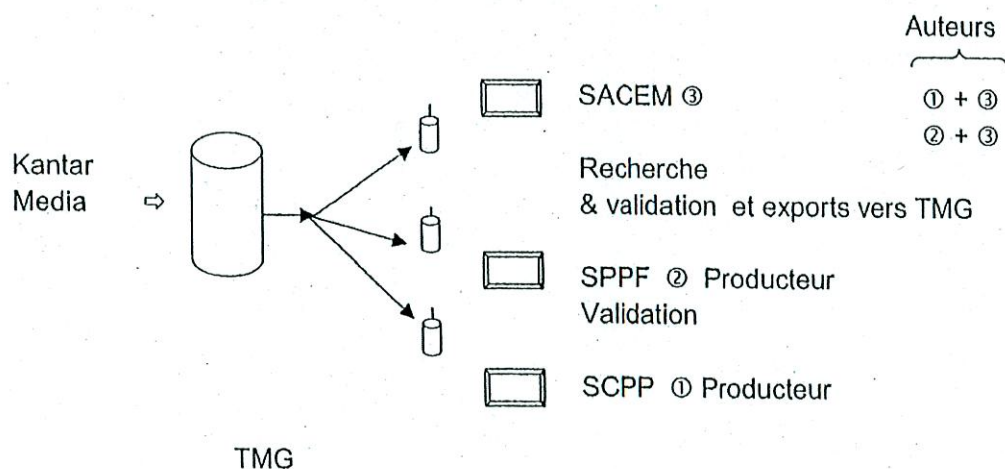 Auteurs
SACEM ③
① + ③
② + ③
Kantar
Media ⇨
Recherche
& validation et exports vers TMG
SPPF ② Producteur
Validation
SCPP ① Producteur
TMG